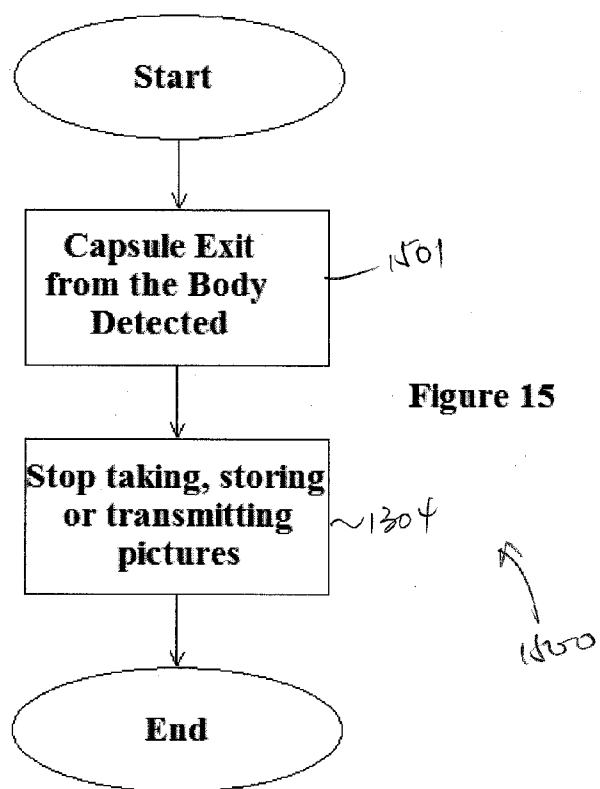 Start
Capsule Exit
from the Body
Detected
1501
Figure 15
Stop taking, storing
or transmitting
pictures
1304
1500
End